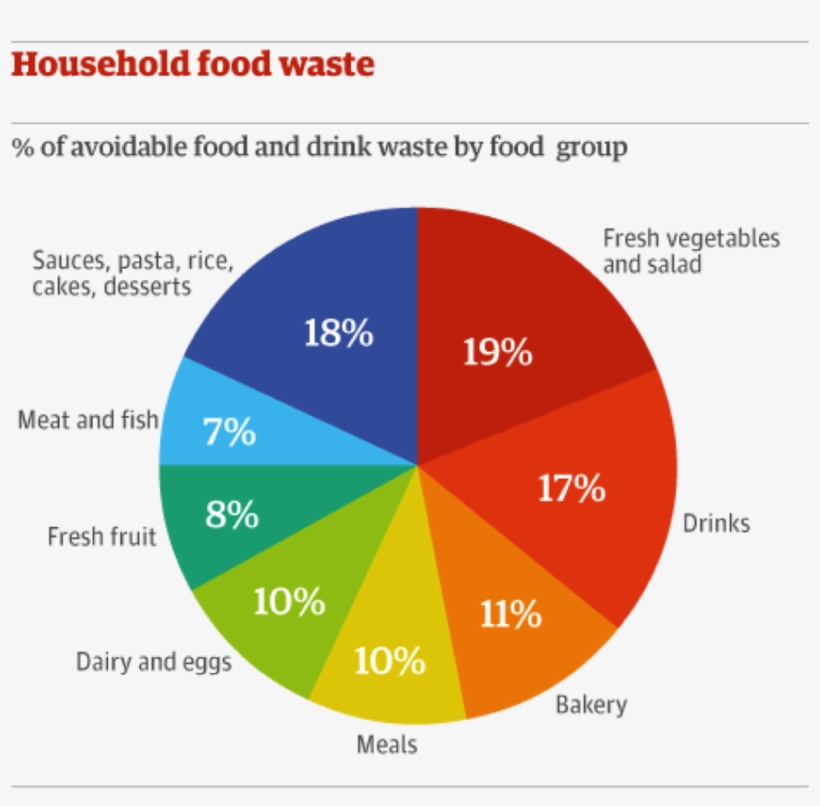 Household food waste
% of avoidable food and drink waste by food group
Sauces, pasta, rice,
cakes, desserts
18%
Fresh vegetables
and salad
19%
Meat and fish
7%
17%
Drinks
Fresh fruit
8%
10%
Dairy and eggs
11%
Bakery
10%
Meals